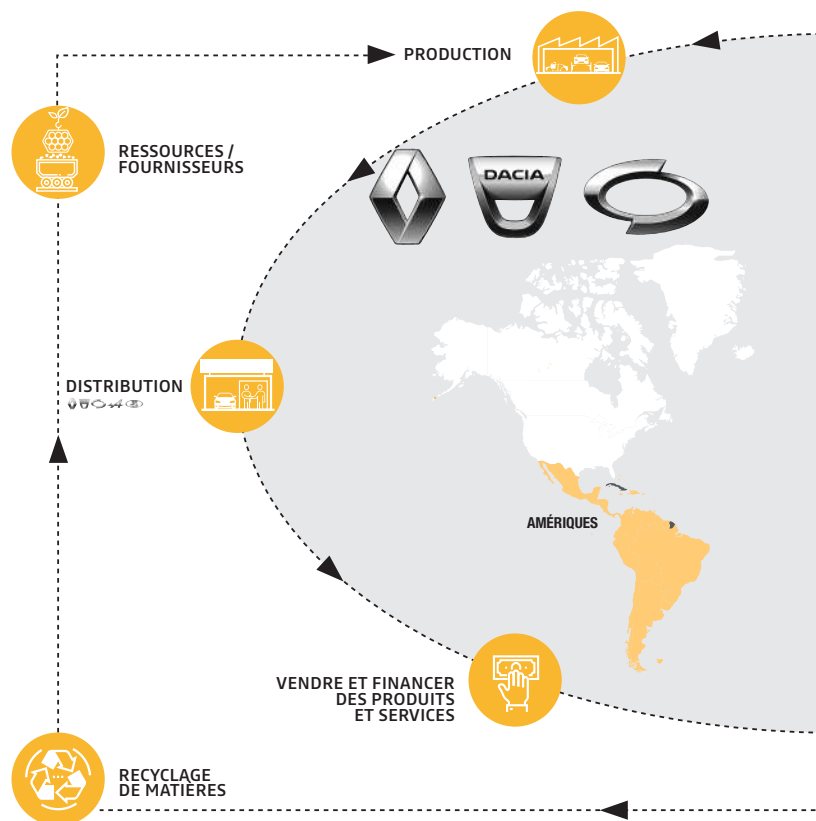 PRODUCTION
RESSOURCES /
FOURNISSEURS
DACIA
DISTRIBUTION
AMÉRIQUES
VENDRE ET FINANCER
DES PRODUITS
ET SERVICES
RECYCLAGE
DE MATIÈRES